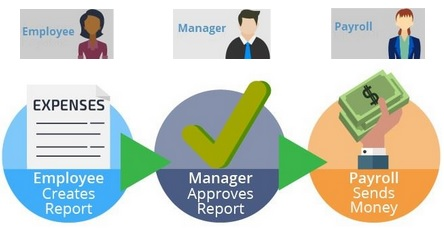 Employee
Manager
Payroll
EXPENSES
$
Employee
Creates
Report
Manager
Approves
Report
Payroll
Sends
Money